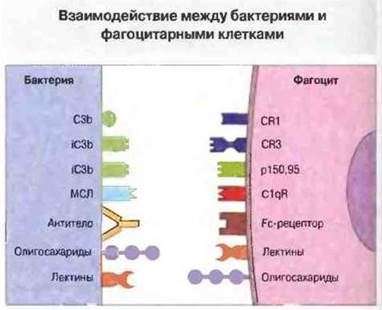 Взаимодействие между бактериями и
фагоцитарными клетками
Бактерия Фагоцит
C3b CR1
iC3b CR3
iC3b p150,95
МСЛ C1qR
Антитело Fc-рецептор
Олигосахариды Лектины
Лектины Олигосахариды